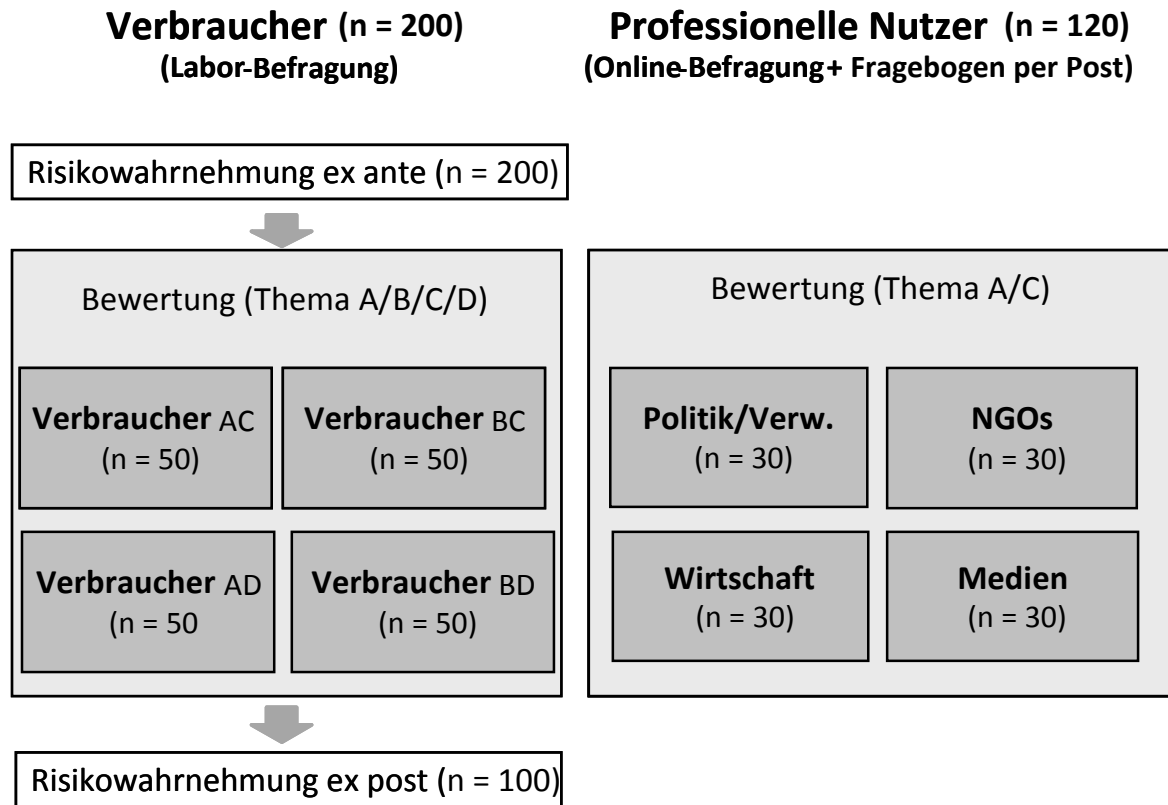 Verbraucher (n = 200)
(Labor-Befragung)
Professionelle Nutzer (n = 120)
(Online-Befragung + Fragebogen per Post)
Risikowahrnehmung ex ante (n = 200)
Bewertung (Thema A/B/C/D)
Verbraucher AC
(n = 50)
Verbraucher BC
(n = 50)
Verbraucher AD
(n = 50
Verbraucher BD
(n = 50)
Risikowahrnehmung ex post (n = 100)
Bewertung (Thema A/C)
Politik/Verw.
(n = 30)
NGOs
(n = 30)
Wirtschaft
(n = 30)
Medien
(n = 30)